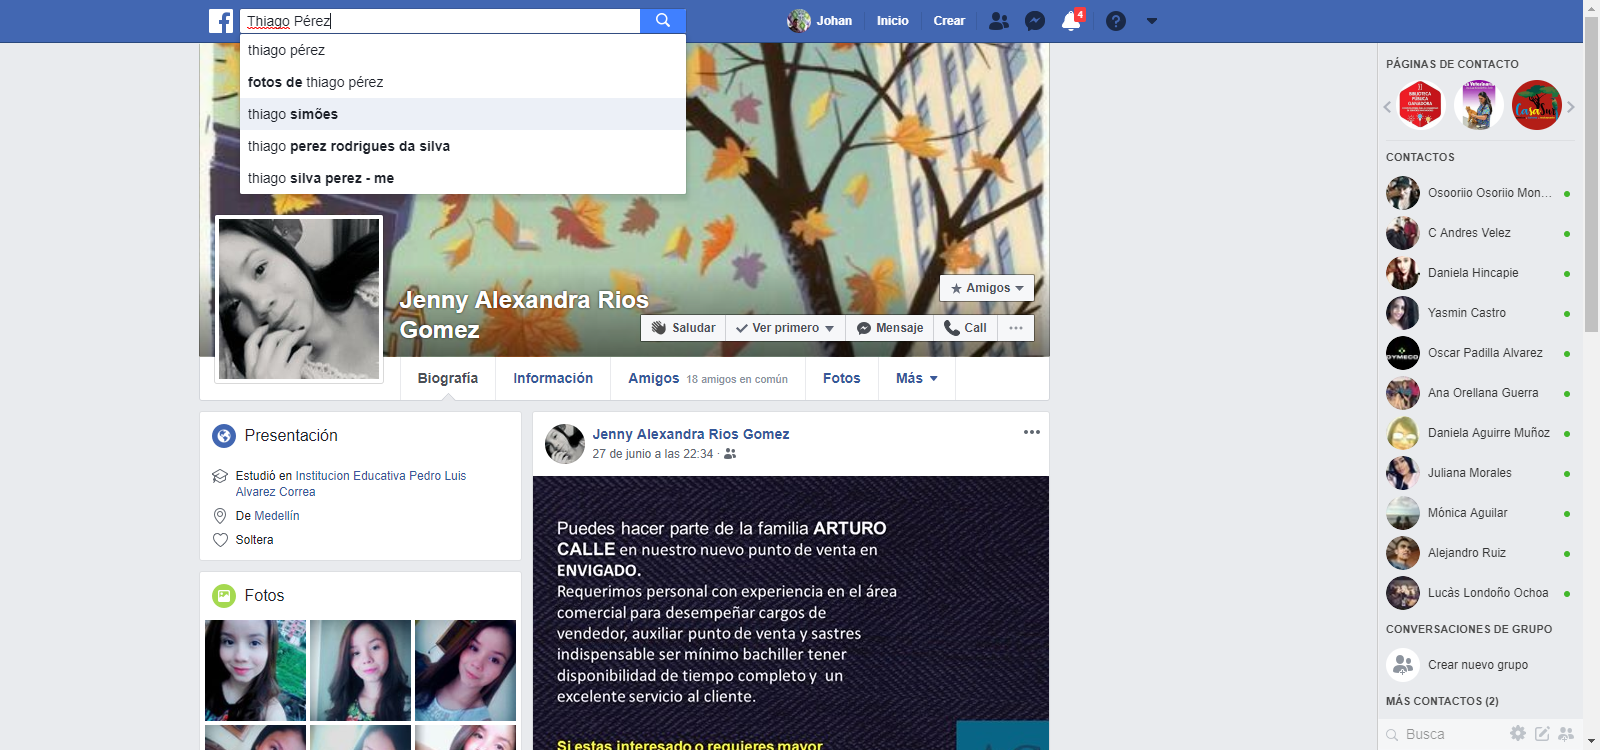 Thiago Pérez
Johan
Inicio
Crear
4
thiago pérez
fotos de thiago pérez
thiago simões
thiago perez rodrigues da silva
thiago silva perez - me
Jenny Alexandra Rios
Gomez
Amigos
Saludar
Ver primero
Mensaje
Call
Biografía
Información
Amigos 18 amigos en común
Fotos
Más
Presentación
Estudió en Institucion Educativa Pedro Luis
Alvarez Correa
De Medellín
Soltera
Fotos
Jenny Alexandra Rios Gomez
27 de junio a las 22:34 ·
Puedes hacer parte de la familia ARTURO
CALLE en nuestro nuevo punto de venta en
ENVIGADO.
Requerimos personal con experiencia en el área
comercial para desempeñar cargos de
vendedor, auxiliar punto de venta y sastres
indispensable ser mínimo bachiller tener
disponibilidad de tiempo completo y un
excelente servicio al cliente.
Si estas interesado o requieres mayor
PÁGINAS DE CONTACTO
BIBLIOTECA
PÚBLICA
GANADORA
CasaSur
CONTACTOS
Osooriio Osoriio Mon...
C Andres Velez
Daniela Hincapie
Yasmin Castro
Oscar Padilla Alvarez
GYMECO
Ana Orellana Guerra
Daniela Aguirre Muñoz
Juliana Morales
Mónica Aguilar
Alejandro Ruiz
Lucàs Londoño Ochoa
CONVERSACIONES DE GRUPO
Crear nuevo grupo
MÁS CONTACTOS (2)
Busca